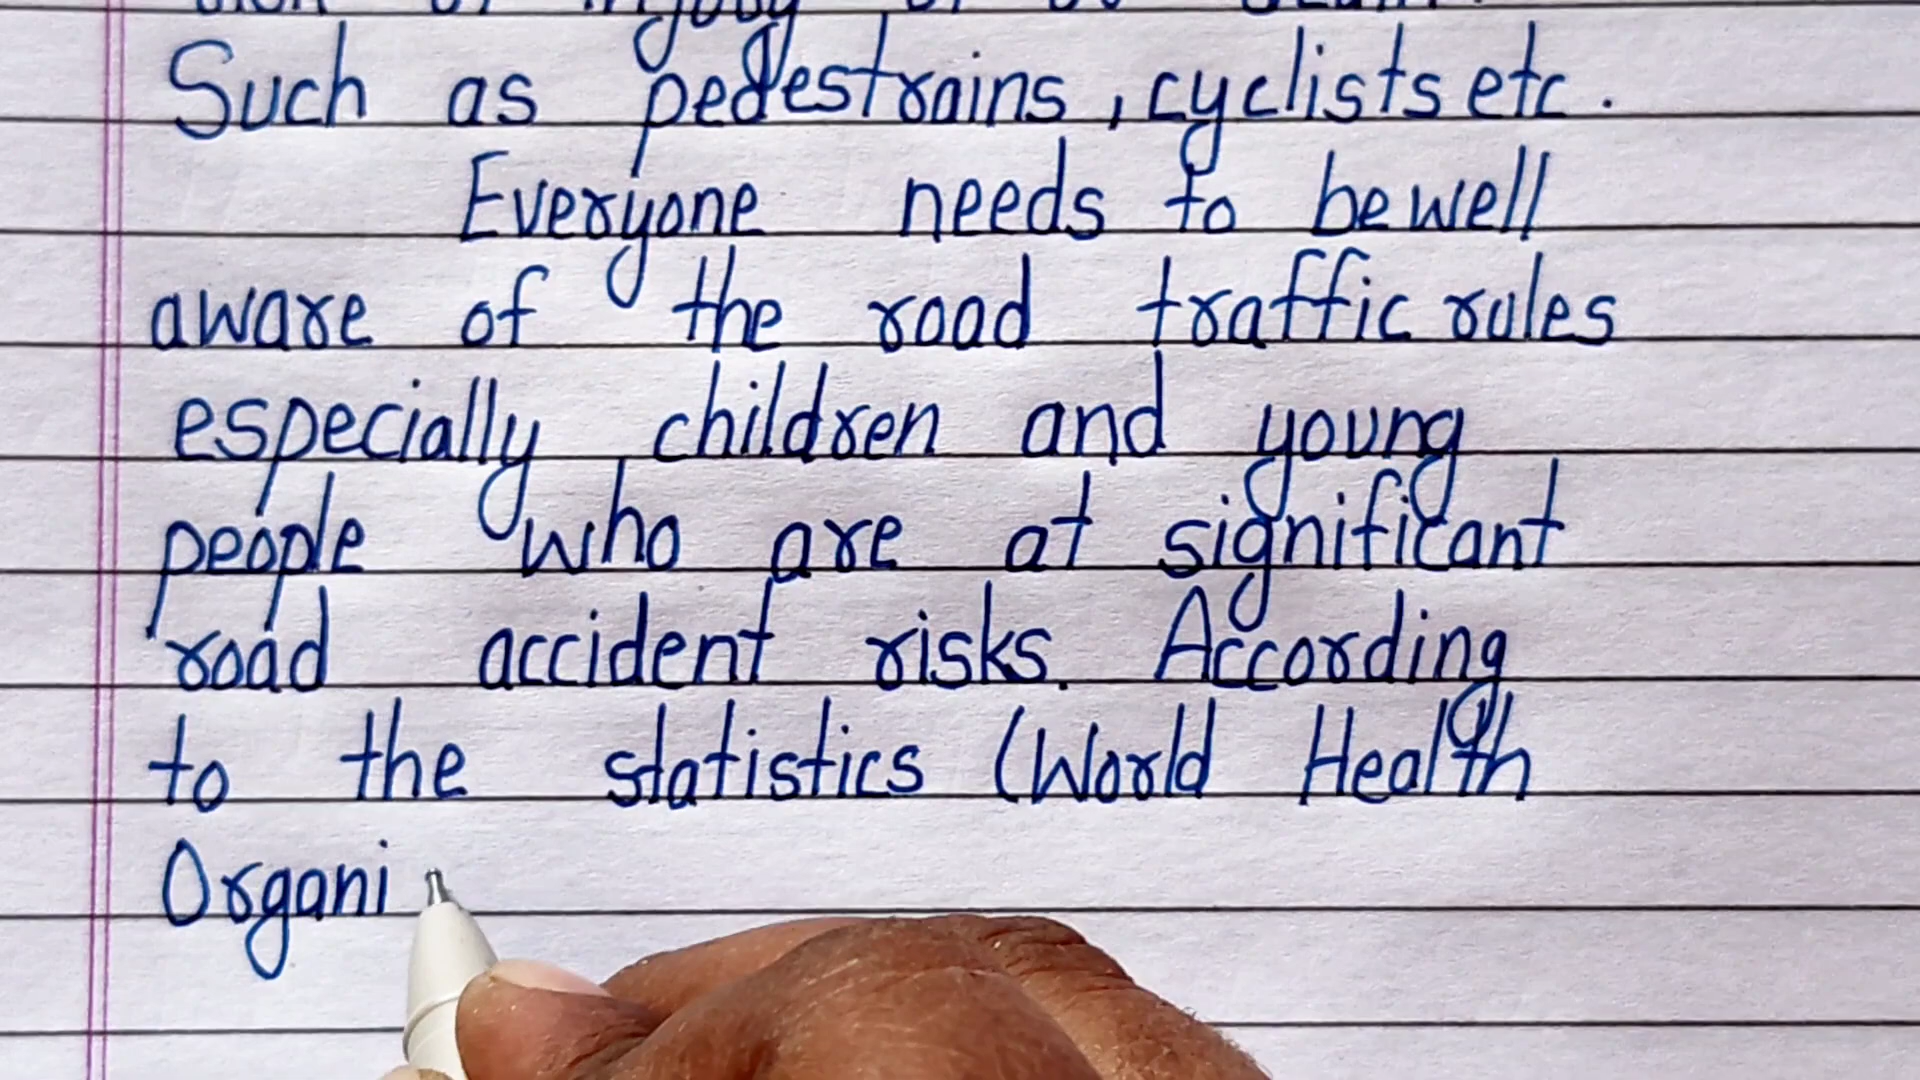 Such as pedestrains, cyclists etc.
Everyone needs to be well
aware of the road traffic rules
especially children and young
people who are at significant
road accident risks. According
to the statistics (World Health
Organi